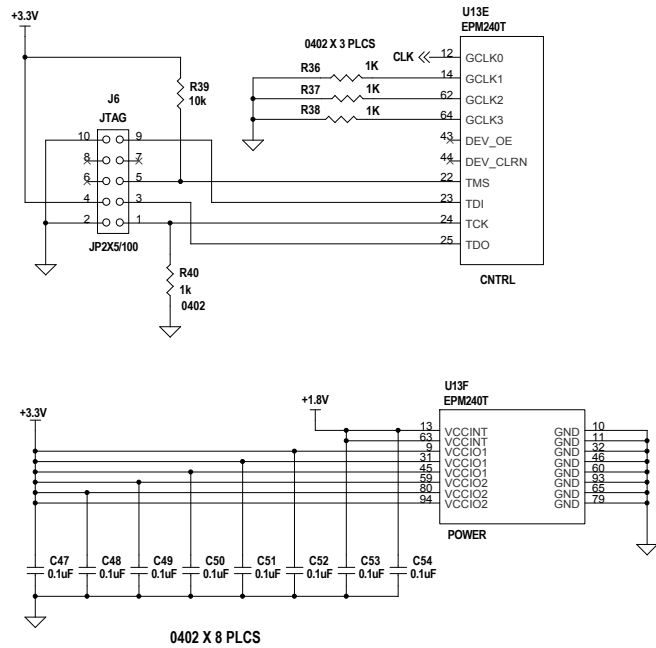 +3.3V
U13E
EPM240T
0402 X 3 PLCS
CLK
12 GCLK0
R36 1K 14 GCLK1
R37 1K 62 GCLK2
R38 1K 64 GCLK3
43 DEV_OE
44 DEV_CLRN
22 TMS
23 TDI
24 TCK
25 TDO
CNTRL
R39
10k
J6
JTAG
10 9
8 7
6 5
4 3
2 1
JP2X5/100
R40
1k
0402
U13F
EPM240T
+1.8V
+3.3V
13 VCCINT GND 10
63 VCCINT GND 11
9 VCCIO1 GND 32
31 VCCIO1 GND 46
45 VCCIO1 GND 60
59 VCCIO2 GND 93
80 VCCIO2 GND 65
94 VCCIO2 GND 79
POWER
C47 C48 C49 C50 C51 C52 C53 C54
0.1uF 0.1uF 0.1uF 0.1uF 0.1uF 0.1uF 0.1uF 0.1uF
0402 X 8 PLCS